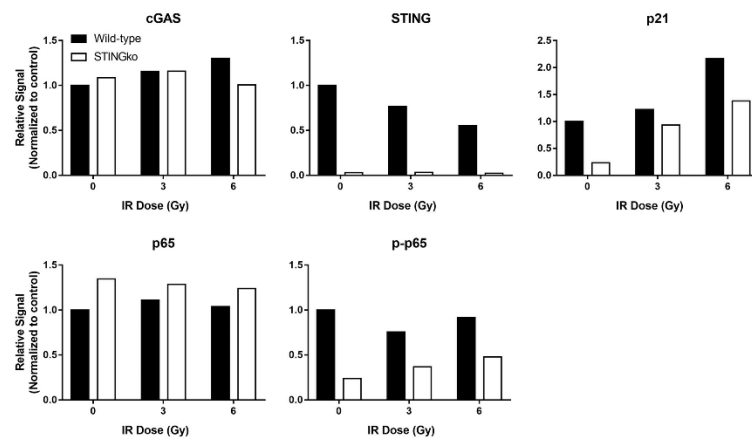 cGAS
Relative Signal
(Normalized to control)
1.5
1.0
0.5
0.0
Wild-type
STINGko
0 3 6
IR Dose (Gy)
STING
1.5
1.0
0.5
0.0
0 3 6
IR Dose (Gy)
p21
2.5
2.0
1.5
1.0
0.5
0.0
0 3 6
IR Dose (Gy)
p65
Relative Signal
(Normalized to control)
1.5
1.0
0.5
0.0
0 3 6
IR Dose (Gy)
p-p65
1.5
1.0
0.5
0.0
0 3 6
IR Dose (Gy)